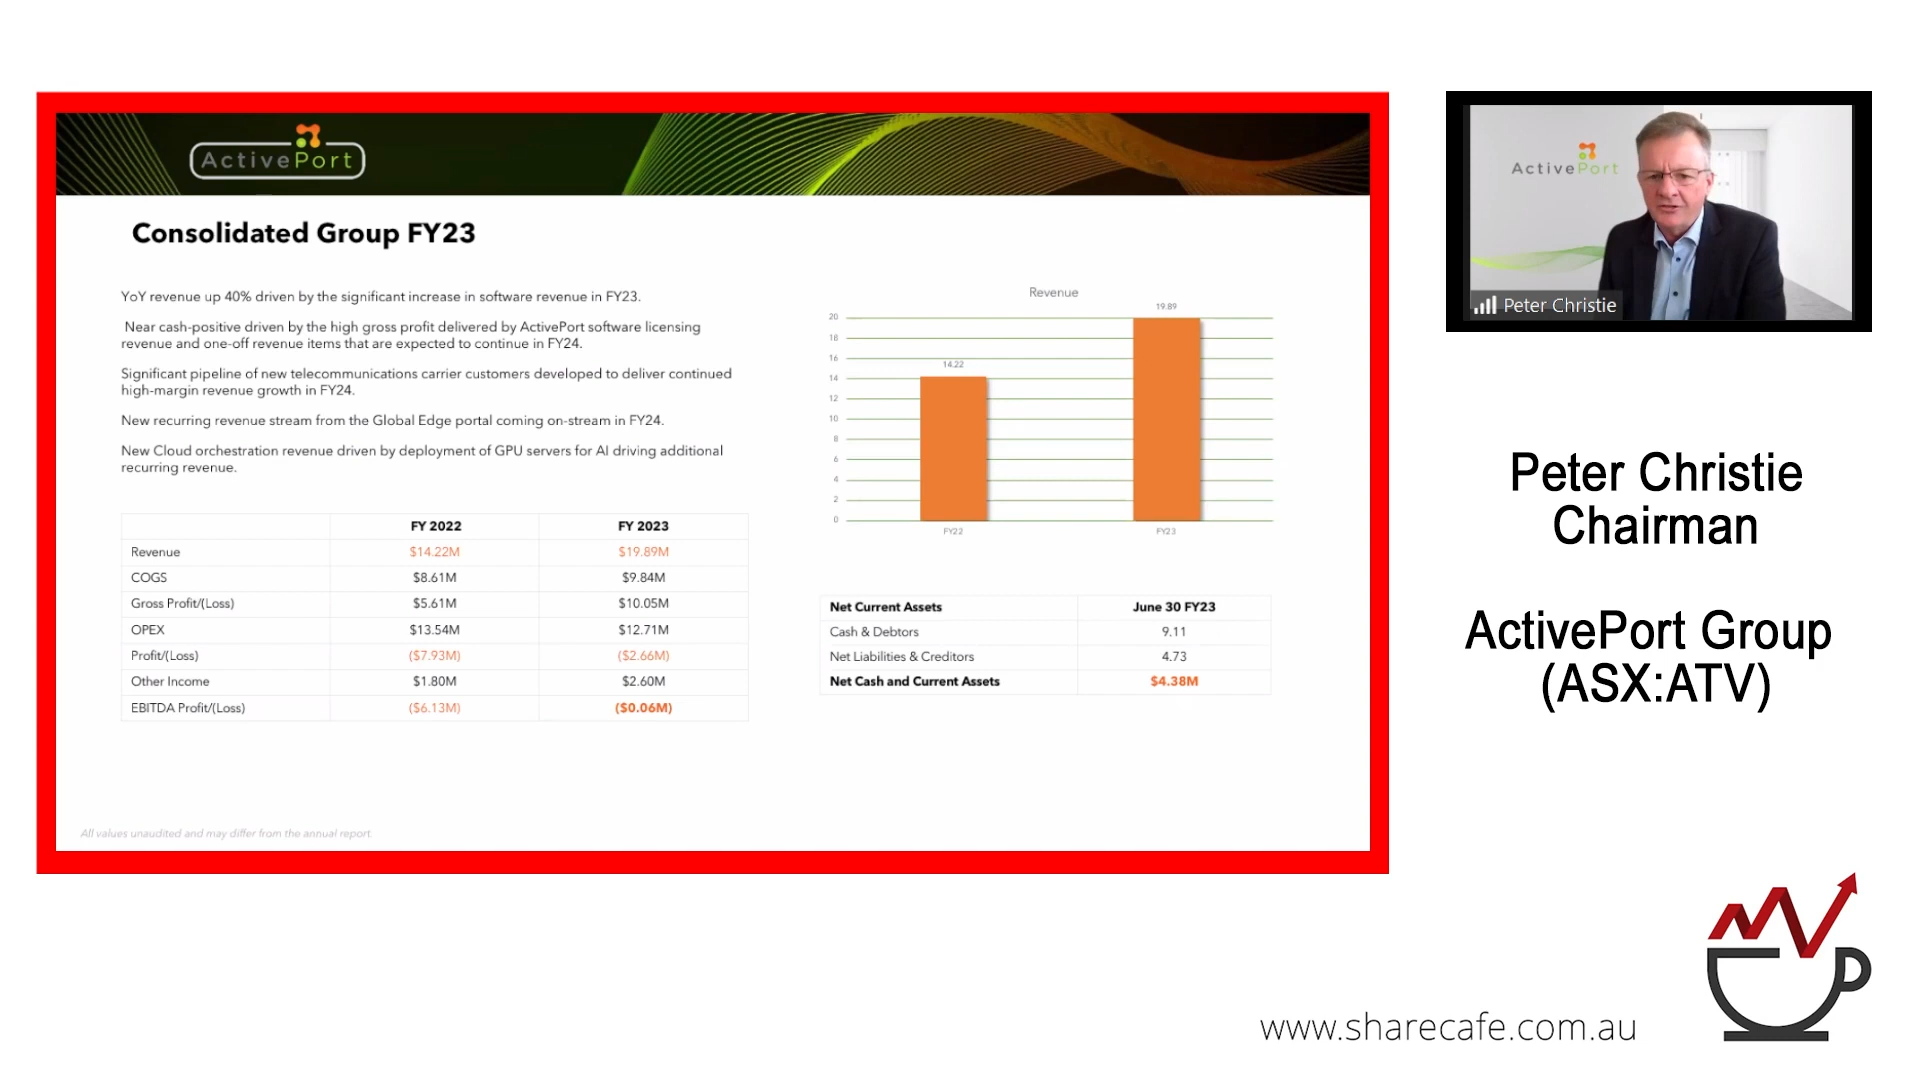 ActivePort
Consolidated Group FY23
YoY revenue up 40% driven by the significant increase in software revenue in FY23.
Near cash-positive driven by the high gross profit delivered by ActivePort software licensing
revenue and one-off revenue items that are expected to continue in FY24.
Significant pipeline of new telecommunications carrier customers developed to deliver continued
high-margin revenue growth in FY24.
New recurring revenue stream from the Global Edge portal coming on-stream in FY24.
New Cloud orchestration revenue driven by deployment of GPU servers for AI driving additional
recurring revenue.
FY 2022 FY 2023
Revenue $14.22M $19.89M
COGS $8.61M $9.84M
Gross Profit/(Loss) $5.61M $10.05M
OPEX $13.54M $12.71M
Profit/(Loss) ($7.93M) ($2.66M)
Other Income $1.80M $2.60M
EBITDA Profit/(Loss) ($6.13M) ($0.06M)
Revenue
20
18
16
14
12
10
8
6
4
2
0
14.22
19.89
FY22
FY23
Net Current Assets June 30 FY23
Cash & Debtors 9.11
Net Liabilities & Creditors 4.73
Net Cash and Current Assets $4.38M
All values unaudited and may differ from the annual report
ActivePort
Peter Christie
Peter Christie
Chairman
ActivePort Group
(ASX:ATV)
www.sharecafe.com.au